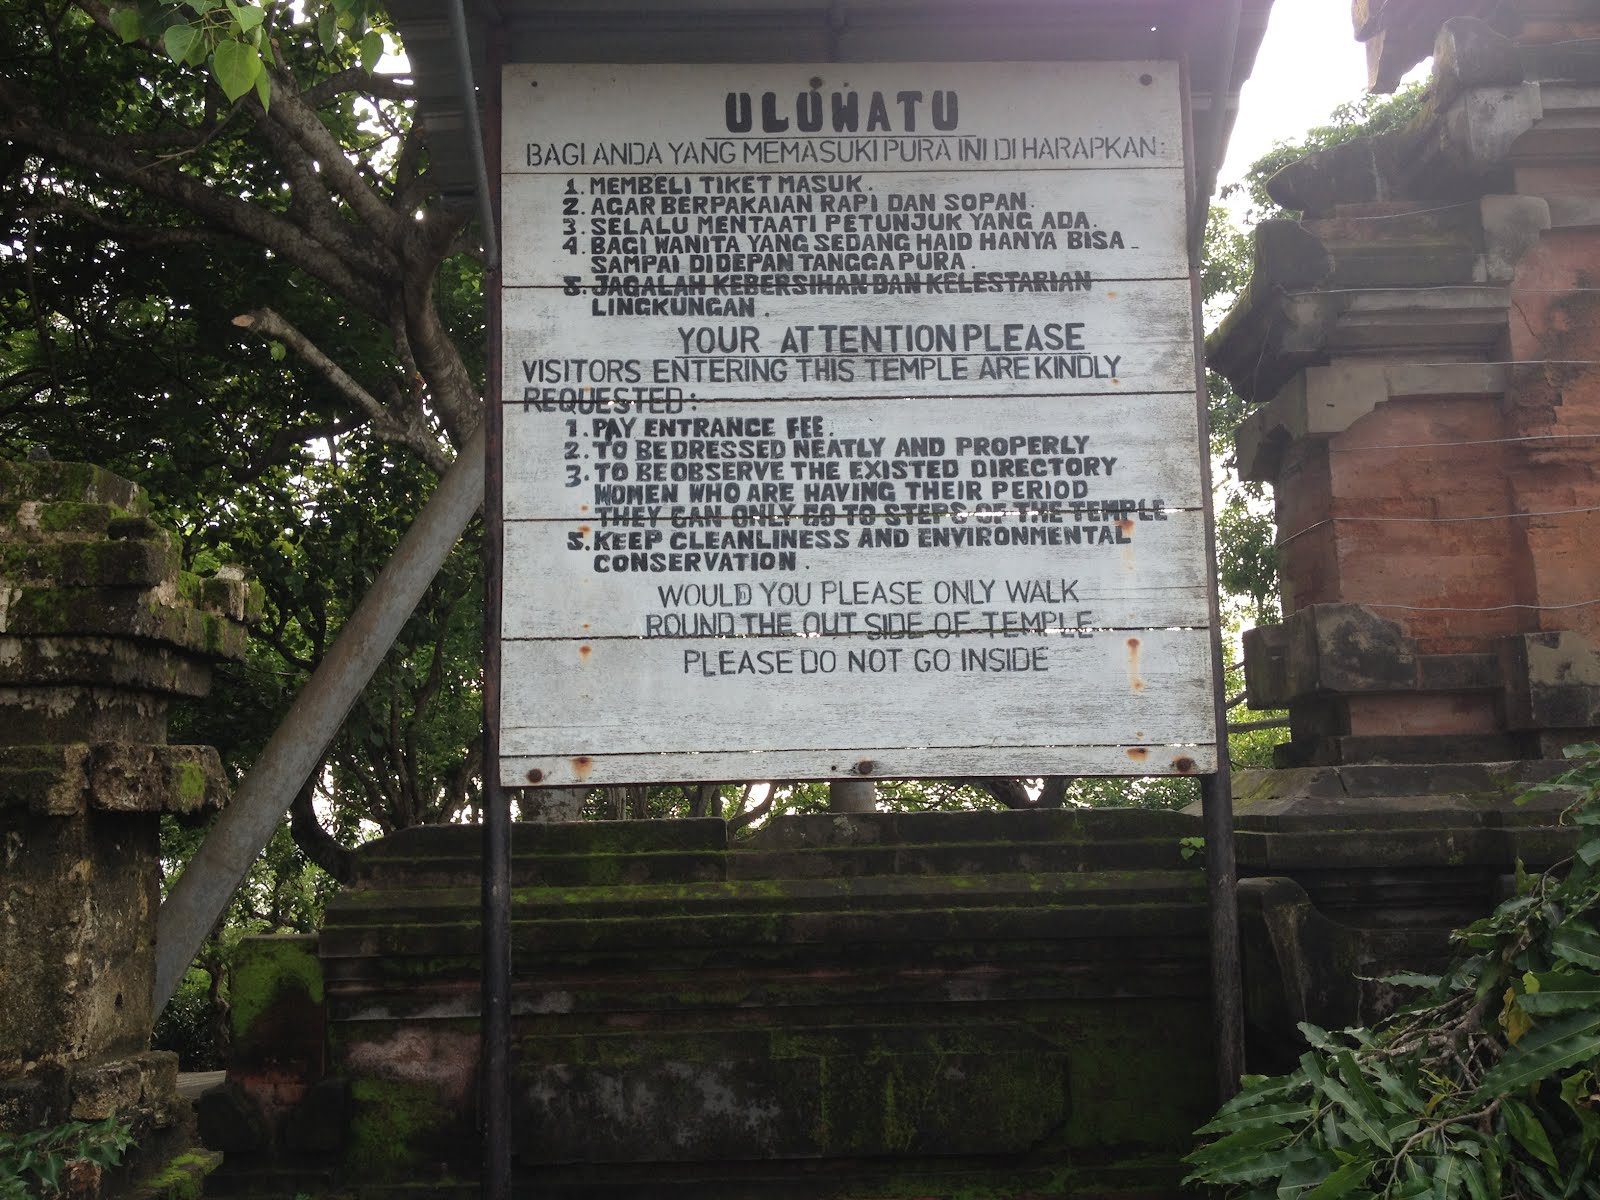 ULUWATU
BAGI ANDA YANG MEMASUKI PURA INI DI HARAPKAN:
1. MEMBELI TIKET MASUK.
2. AGAR BERPAKAIAN RAPI DAN SOPAN.
3. SELALU MENTAATI PETUNJUK YANG ADA.
4. BAGI WANITA YANG SEDANG HAID HANYA BISA
SAMPAI DIDEPAN TANGGA PURA.
5. JAGALAH KEBERSIHAN DAN KELESTARIAN
LINGKUNGAN.
YOUR ATTENTION PLEASE
VISITORS ENTERING THIS TEMPLE ARE KINDLY
REQUESTED:
1. PAY ENTRANCE FEE.
2. TO BE DRESSED NEATLY AND PROPERLY
3. TO BE OBSERVE THE EXISTED DIRECTORY
WOMEN WHO ARE HAVING THEIR PERIOD
THEY CAN ONLY GO TO STEPS OF THE TEMPLE
5. KEEP CLEANLINESS AND ENVIRONMENTAL
CONSERVATION.
WOULD YOU PLEASE ONLY WALK
ROUND THE OUT SIDE OF TEMPLE
PLEASE DO NOT GO INSIDE